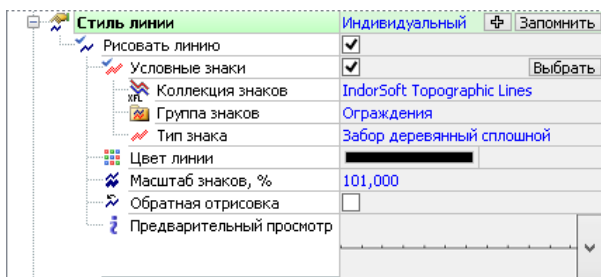 Стиль линии Индивидуальный Запомнить
Рисовать линию
Условные знаки Выбрать
XFL Коллекция знаков IndorSoft Topographic Lines
Группа знаков Ограждения
Тип знака Забор деревянный сплошной
Цвет линии
Масштаб знаков, % 101,000
Обратная отрисовка
Предварительный просмотр